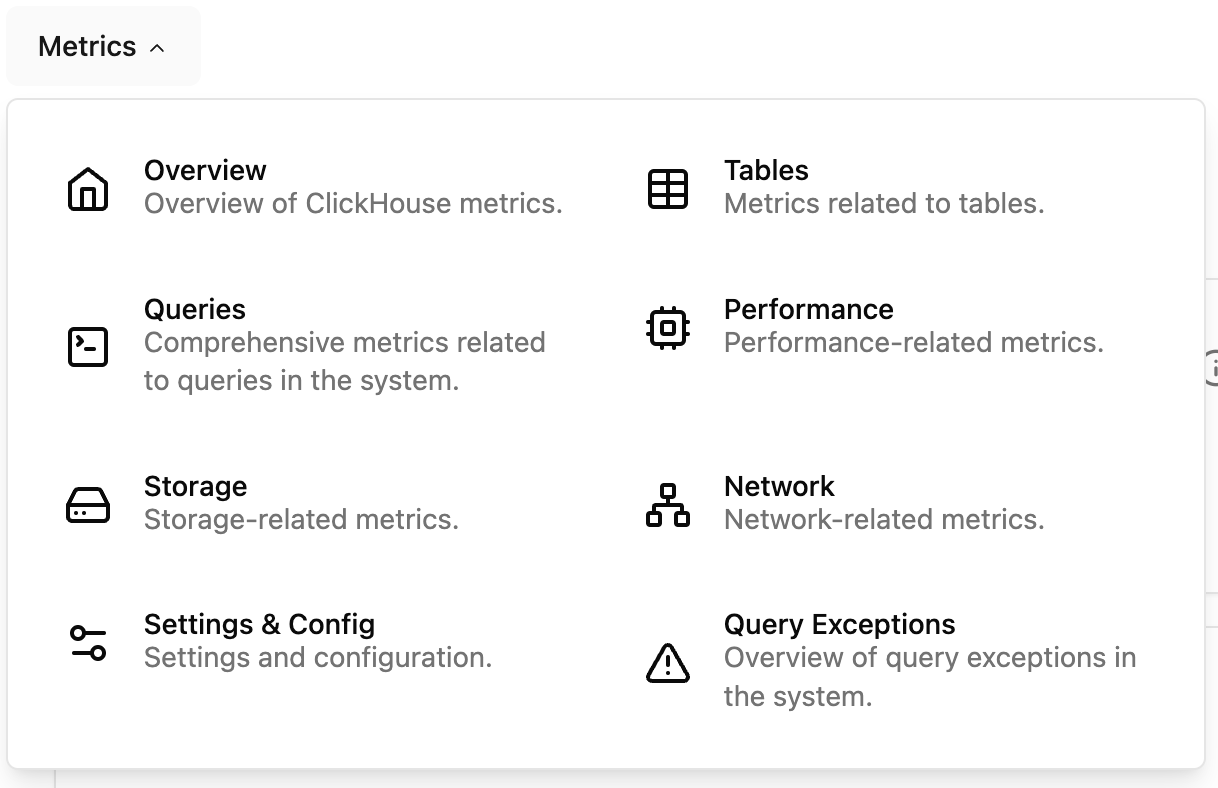 Metrics
Overview
Overview of ClickHouse metrics.
Tables
Metrics related to tables.
Queries
Comprehensive metrics related
to queries in the system.
Performance
Performance-related metrics.
Storage
Storage-related metrics.
Network
Network-related metrics.
Settings & Config
Settings and configuration.
Query Exceptions
Overview of query exceptions in
the system.